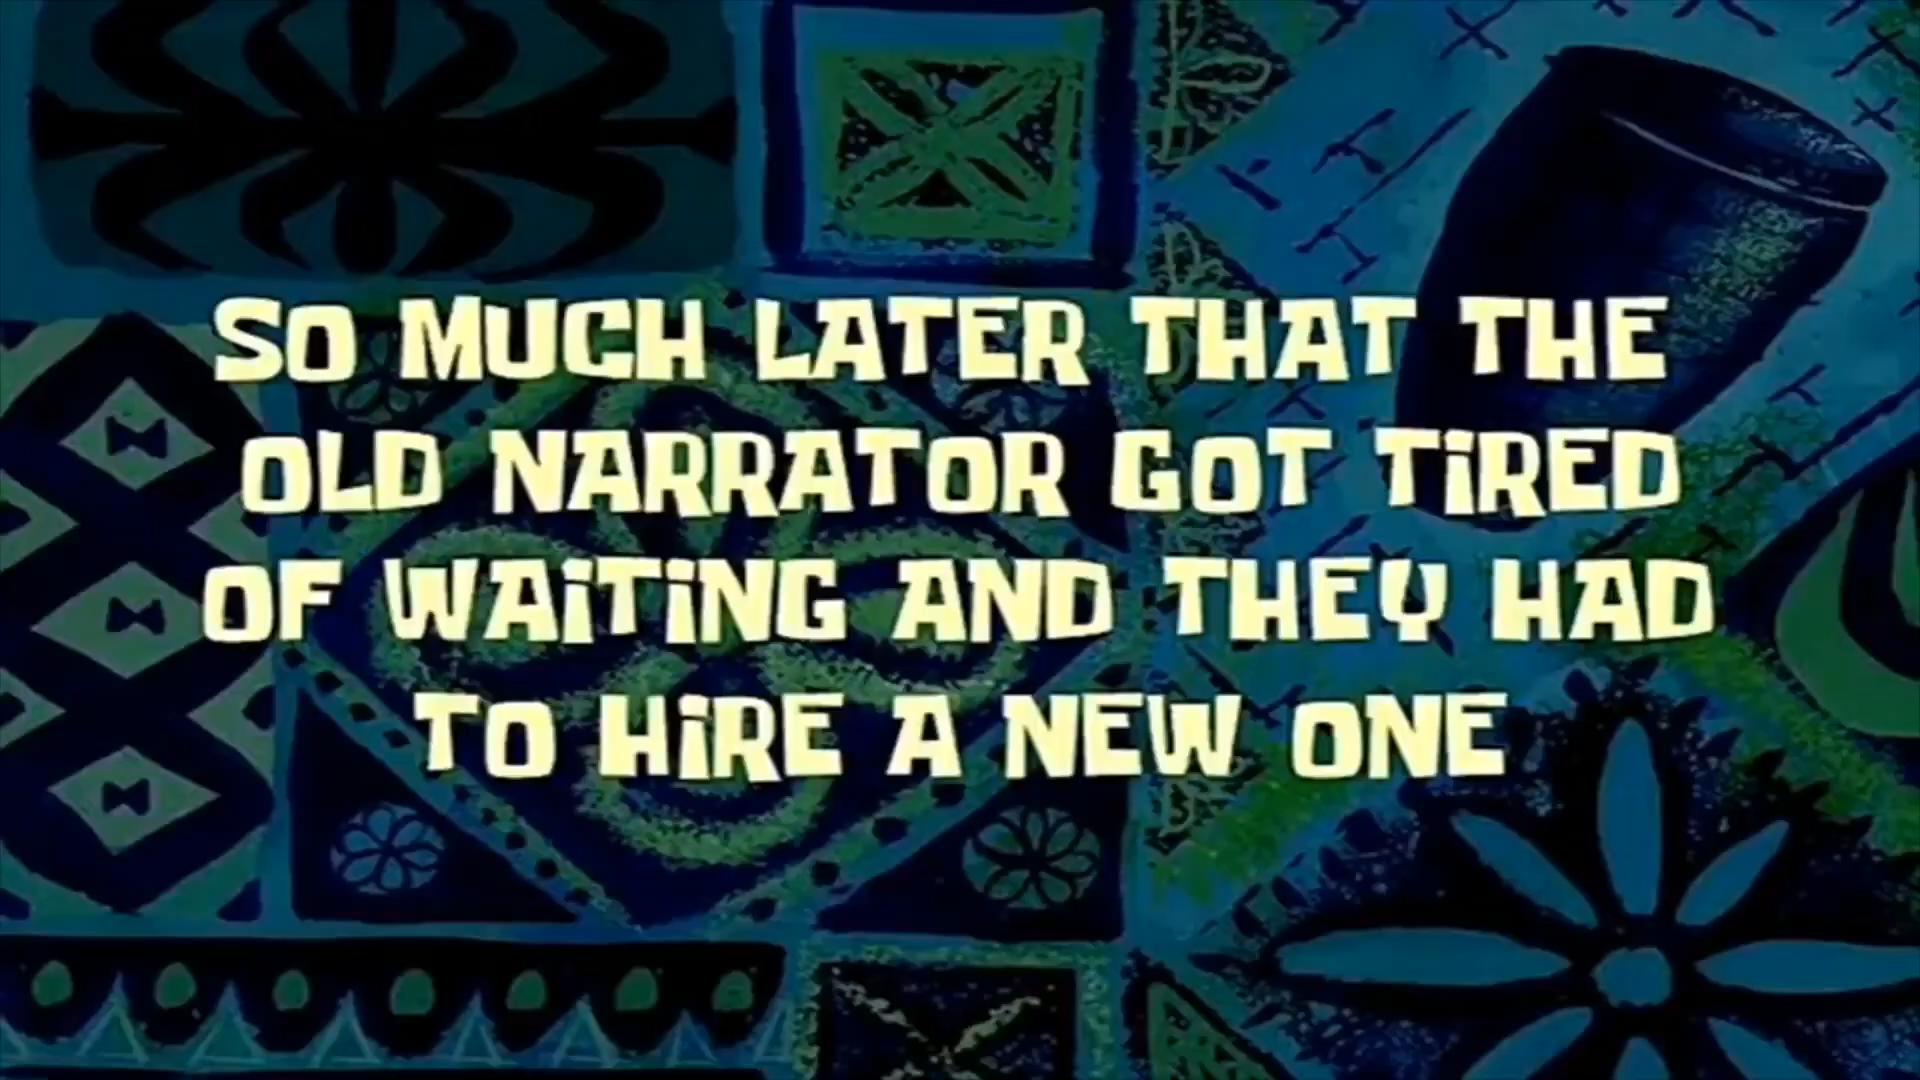 SO MUCH LATER THAT THE
OLD NARRATOR GOT TIRED
OF WAITING AND THEY HAD
TO HIRE A NEW ONE